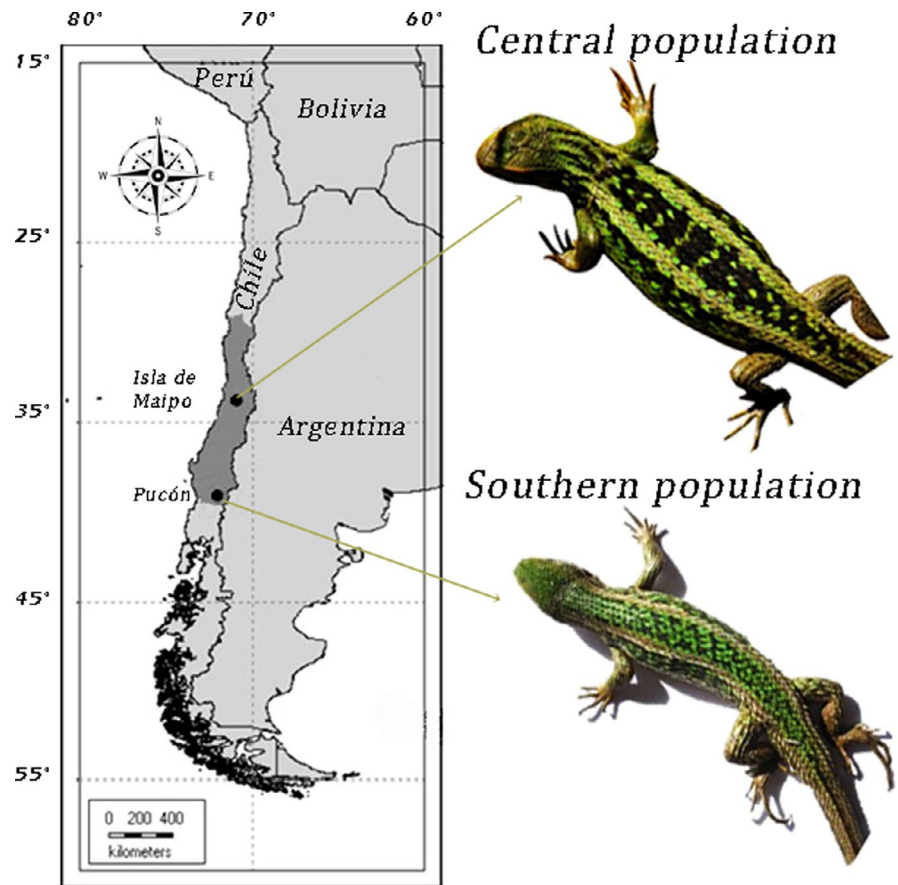 80°
70°
60°
Central population
15°
Perú
Bolivia
N
W
E
S
25°
Chile
Isla de
Maipo
35°
Argentina
Southern population
Pucón
45°
55°
0 200 400
kilometers